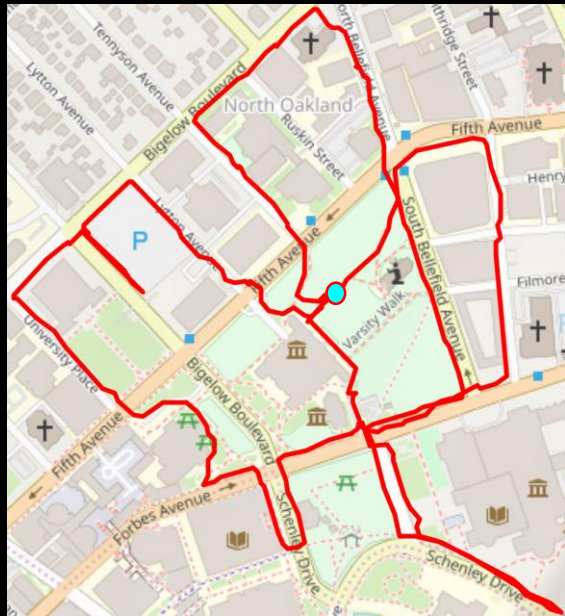 Tennyson Avenue
Lytton Avenue
Bigelow Boulevard
North Bellefield Avenue
North Oakland
Ruskin Street
Fifth Avenue
Henry
South Bellefield Avenue
P
Lytton Avenue
Fifth Avenue
i
Filmore
Varsity Walk
University Place
Bigelow Boulevard
Fifth Avenue
Forbes Avenue
Schenley Drive
Schenley Drive